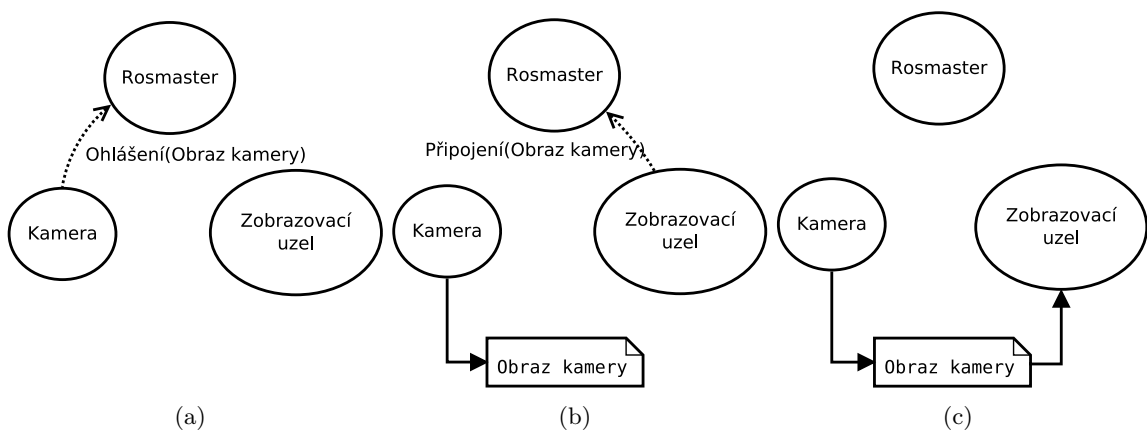 Rosmaster
Ohlášení(Obraz kamery)
Kamera
Zobrazovací
uzel
(a)
Rosmaster
Připojení(Obraz kamery)
Kamera
Zobrazovací
uzel
Obraz kamery
(b)
Rosmaster
Kamera
Zobrazovací
uzel
Obraz kamery
(c)